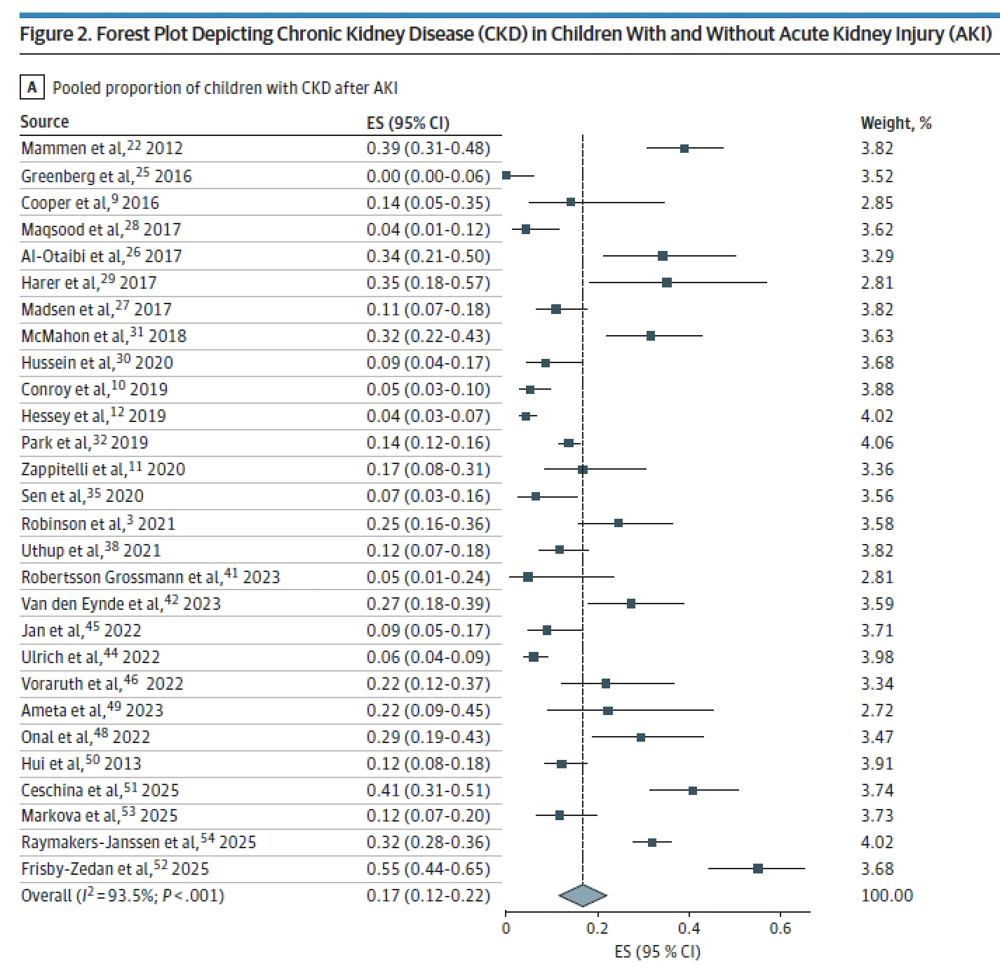 Figure 2. Forest Plot Depicting Chronic Kidney Disease (CKD) in Children With and Without Acute Kidney Injury (AKI)
A Pooled proportion of children with CKD after AKI
Source ES (95% CI) Weight, %
Mammen et al,22 2012 0.39 (0.31-0.48) 3.82
Greenberg et al,25 2016 0.00 (0.00-0.06) 3.52
Cooper et al,9 2016 0.14 (0.05-0.35) 2.85
Maqsood et al,28 2017 0.04 (0.01-0.12) 3.62
Al-Otaibi et al,26 2017 0.34 (0.21-0.50) 3.29
Harer et al,29 2017 0.35 (0.18-0.57) 2.81
Madsen et al,27 2017 0.11 (0.07-0.18) 3.82
McMahon et al,31 2018 0.32 (0.22-0.43) 3.63
Hussein et al,30 2020 0.09 (0.04-0.17) 3.68
Conroy et al,10 2019 0.05 (0.03-0.10) 3.88
Hessey et al,12 2019 0.04 (0.03-0.07) 4.02
Park et al,32 2019 0.14 (0.12-0.16) 4.06
Zappitelli et al,11 2020 0.17 (0.08-0.31) 3.36
Sen et al,35 2020 0.07 (0.03-0.16) 3.56
Robinson et al,3 2021 0.25 (0.16-0.36) 3.58
Uthup et al,38 2021 0.12 (0.07-0.18) 3.82
Robertsson Grossmann et al,41 2023 0.05 (0.01-0.24) 2.81
Van den Eynde et al,42 2023 0.27 (0.18-0.39) 3.59
Jan et al,45 2022 0.09 (0.05-0.17) 3.71
Ulrich et al,44 2022 0.06 (0.04-0.09) 3.98
Voraruth et al,46 2022 0.22 (0.12-0.37) 3.34
Ameta et al,49 2023 0.22 (0.09-0.45) 2.72
Onal et al,48 2022 0.29 (0.19-0.43) 3.47
Hui et al,50 2013 0.12 (0.08-0.18) 3.91
Ceschina et al,51 2025 0.41 (0.31-0.51) 3.74
Markova et al,53 2025 0.12 (0.07-0.20) 3.73
Raymakers-Janssen et al,54 2025 0.32 (0.28-0.36) 4.02
Frisby-Zedan et al,52 2025 0.55 (0.44-0.65) 3.68
Overall (I2=93.5%; P<.001) 0.17 (0.12-0.22) 100.00
0 0.2 0.4 0.6
ES (95 % CI)